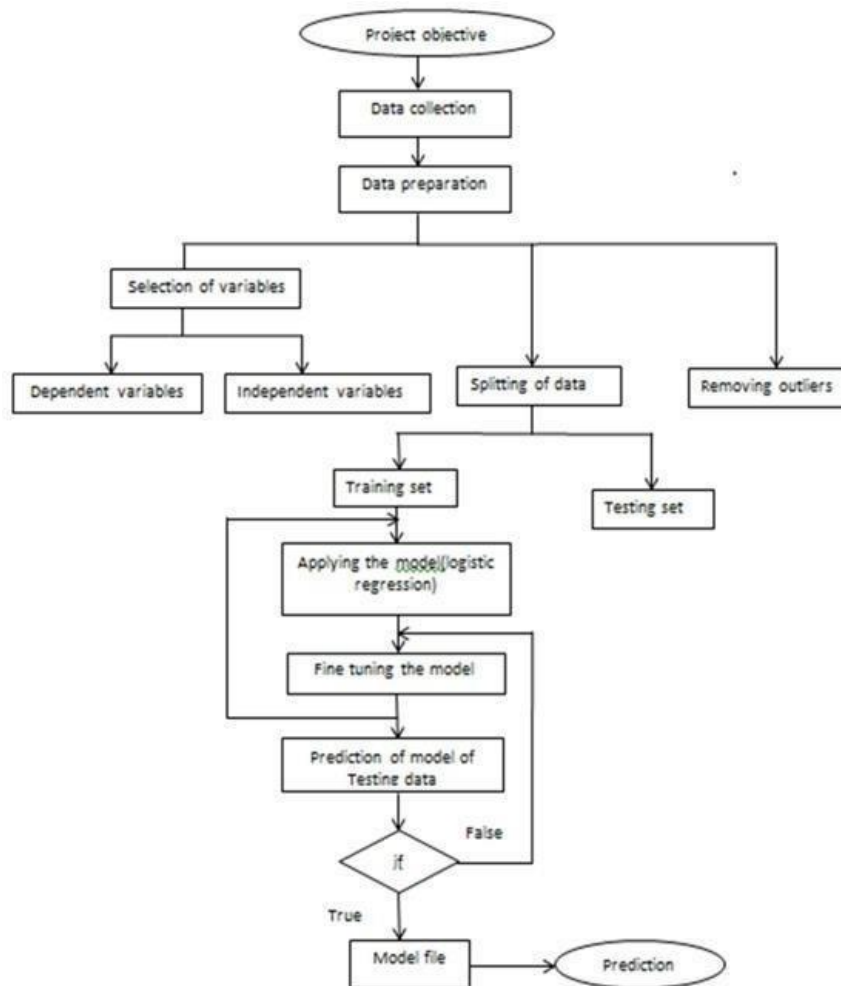 Project objective
Data collection
Data preparation
Selection of variables
Dependent variables
Independent variables
Splitting of data
Removing outliers
Training set
Testing set
Applying the model(logistic
regression)
Fine tuning the model
Prediction of model of
Testing data
False
if
True
Model file
Prediction